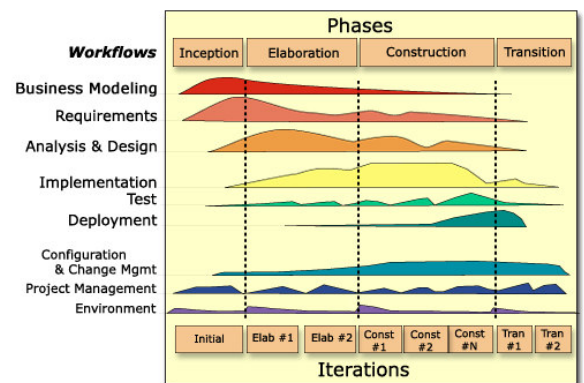 Phases
Workflows
Inception
Elaboration
Construction
Transition
Business Modeling
Requirements
Analysis & Design
Implementation
Test
Deployment
Configuration
& Change Mgmt
Project Management
Environment
Initial
Elab #1
Elab #2
Const
#1
Const
#2
Const
#N
Tran
#1
Tran
#2
Iterations